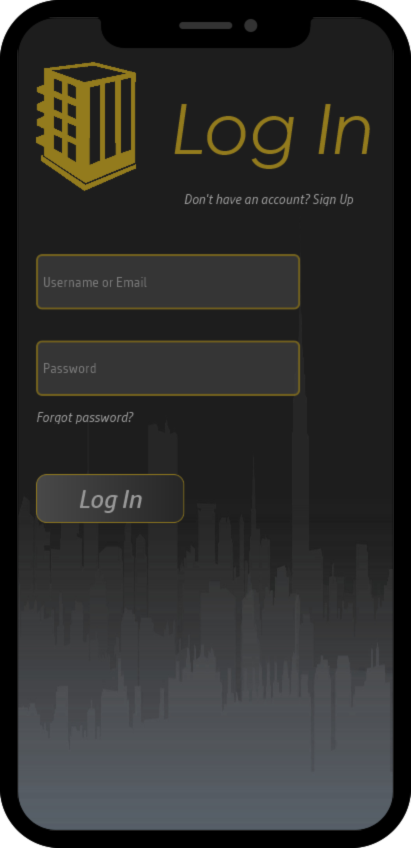 Log In
Don't have an account? Sign Up
Username or Email
Password
Forgot password?
Log In